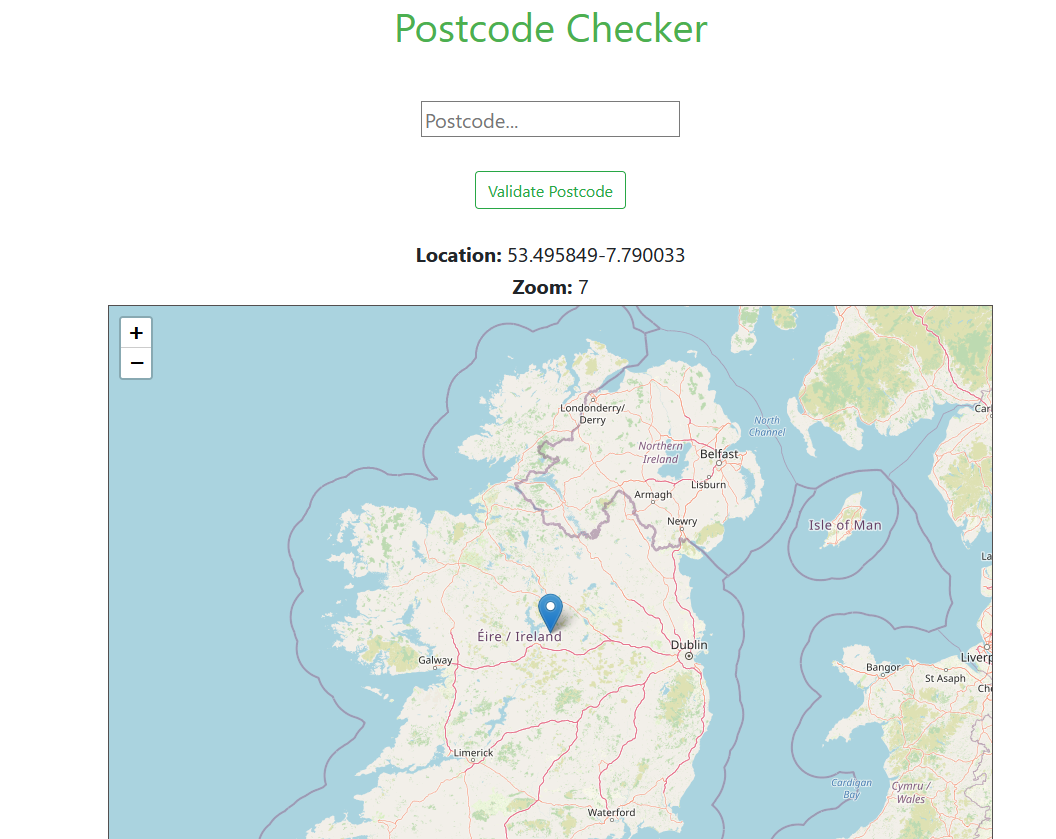 Postcode Checker
Postcode...
Validate Postcode
Location: 53.495849-7.790033
Zoom: 7
+
−
Londonderry/
Derry
North
Channel
Northern
Ireland
Belfast
Lisburn
Armagh
Newry
Isle of Man
Éire / Ireland
Dublin
Galway
Bangor
St Asaph
Liverp
Limerick
Cardigan
Bay
Cymru /
Wales
Waterford
Carl
La
Che